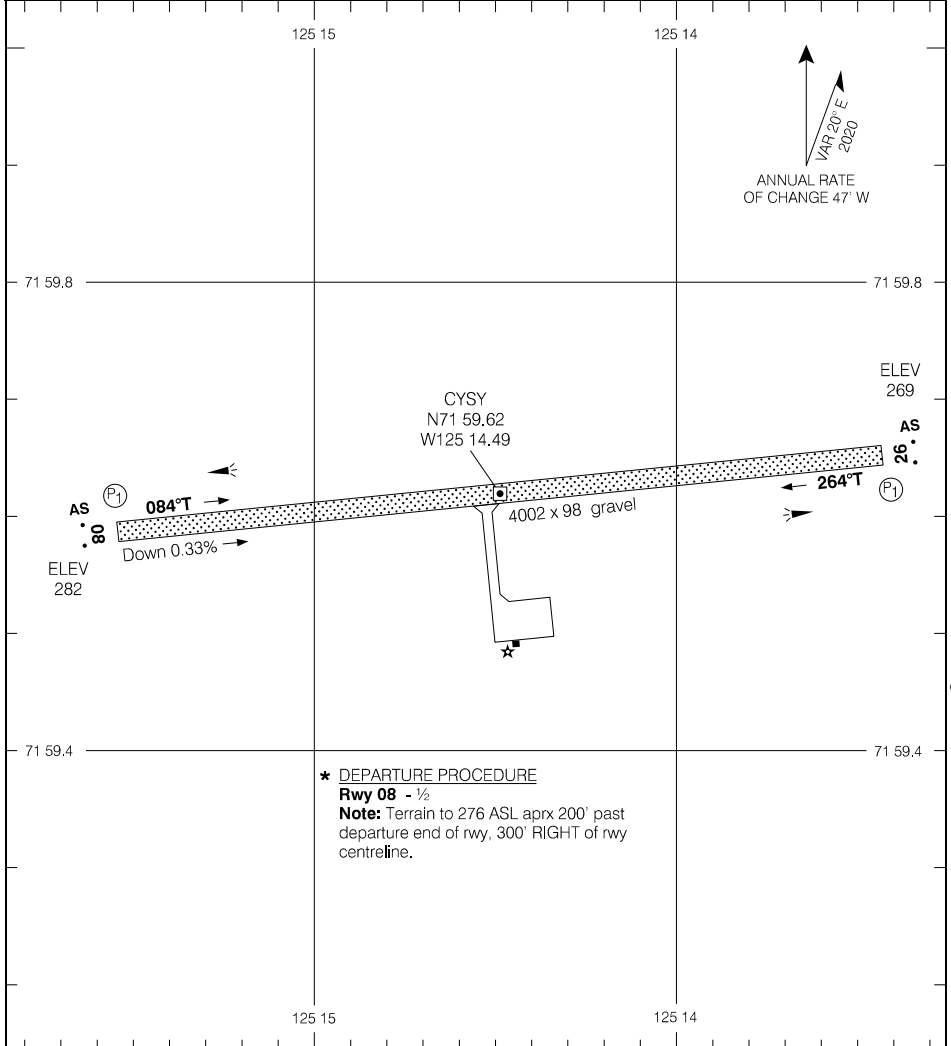 125 15
125 14
VAR 20° E
2020
ANNUAL RATE
OF CHANGE 47' W
71 59.8
71 59.8
ELEV
269
CYSY
N71 59.62
W125 14.49
AS
26
264°T
P1
P1
084°T
AS
08
4002 x 98 gravel
Down 0.33%
ELEV
282
71 59.4
71 59.4
* DEPARTURE PROCEDURE
Rwy 08 - ½
Note: Terrain to 276 ASL aprx 200' past
departure end of rwy, 300' RIGHT of rwy
centreline.
125 15
125 14